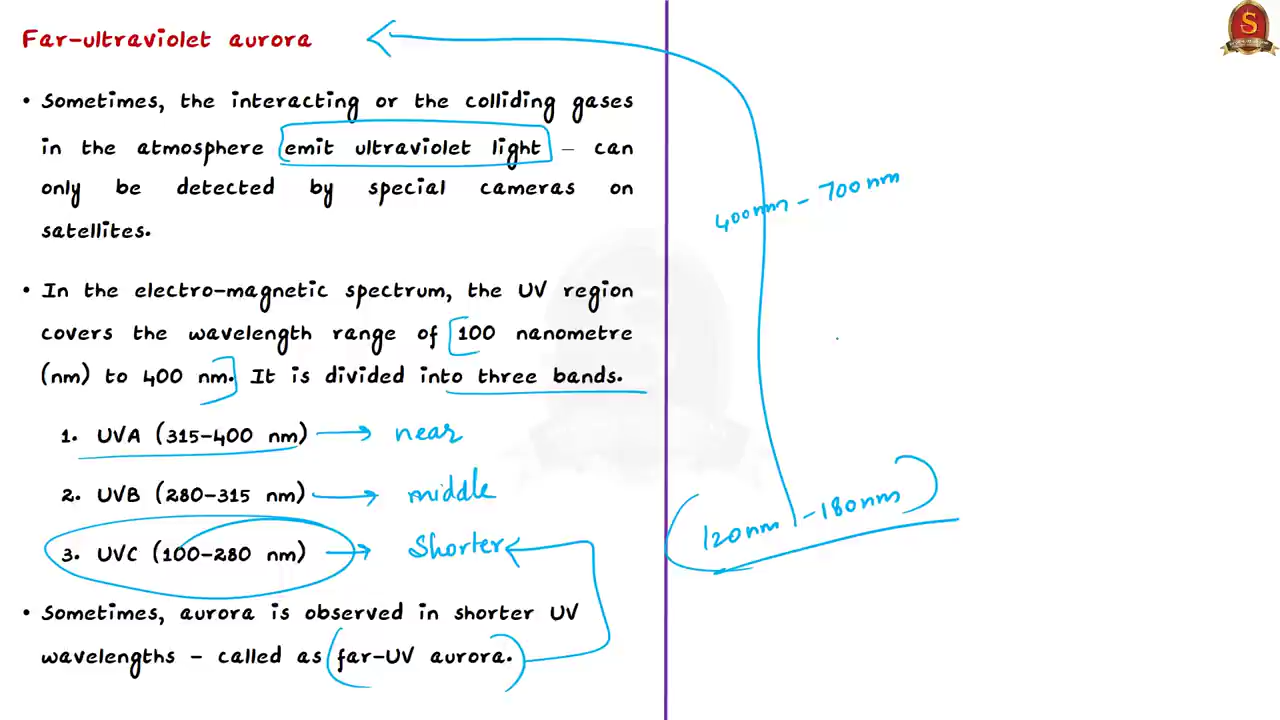 Far-ultraviolet aurora
• Sometimes, the interacting or the colliding gases
in the atmosphere emit ultraviolet light – can
only be detected by special cameras on
satellites.
• In the electro-magnetic spectrum, the UV region
covers the wavelength range of 100 nanometre
(nm) to 400 nm. It is divided into three bands.
1. UVA (315-400 nm) → near
2. UVB (280-315 nm) → middle
3. UVC (100-280 nm) → Shorter
• Sometimes, aurora is observed in shorter UV
wavelengths - called as far-UV aurora.
400nm - 700nm
(120nm - 180nm)
S